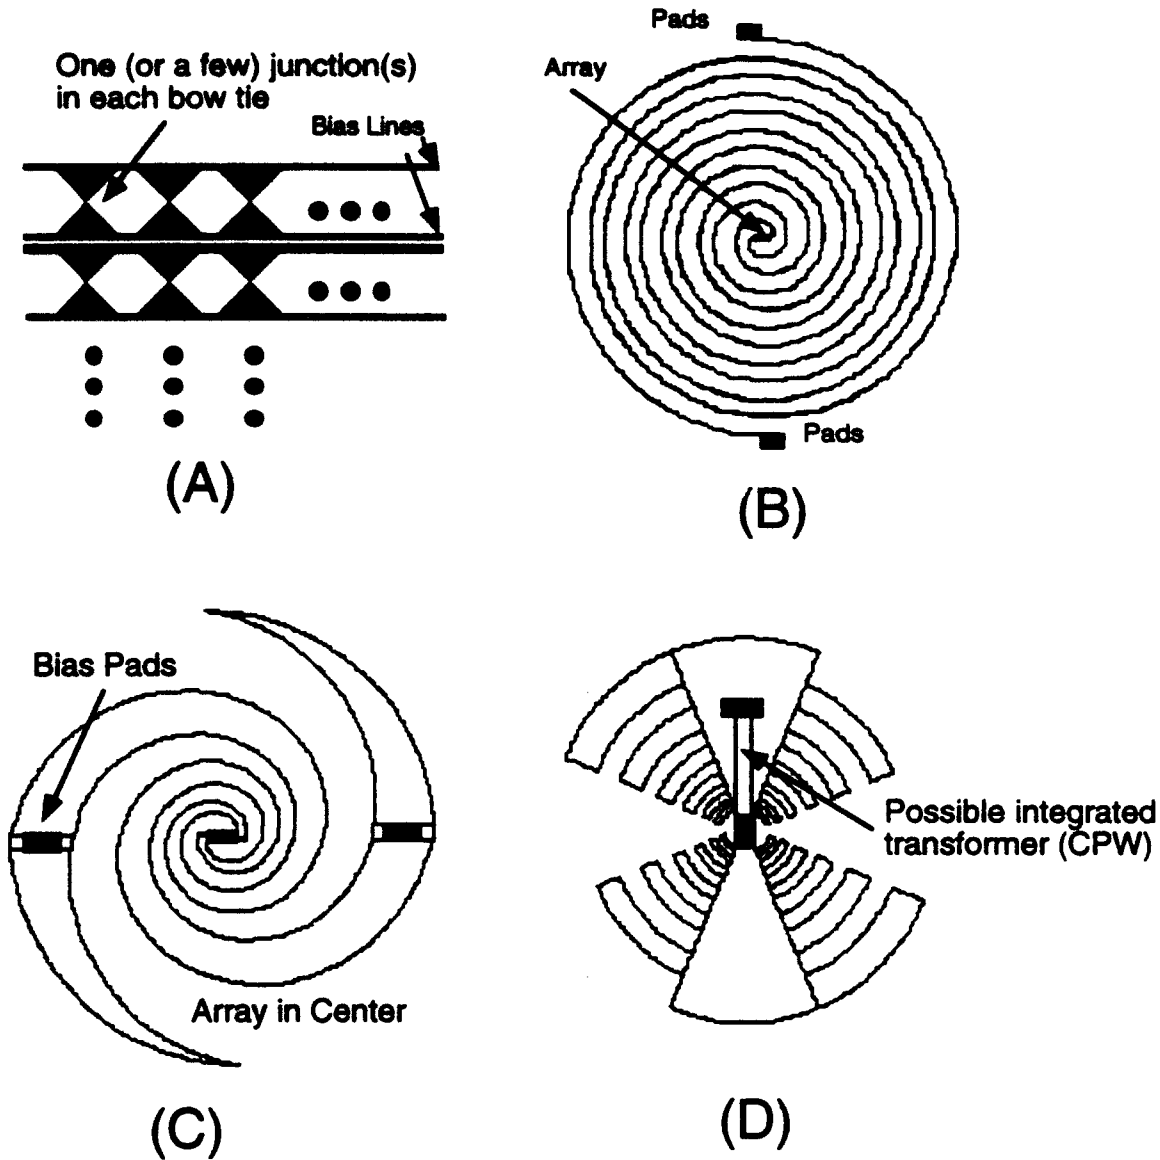 One (or a few) junction(s)
in each bow tie
Bias Lines
(A)
Pads
Array
Pads
(B)
Bias Pads
Array in Center
(C)
Possible integrated
transformer (CPW)
(D)